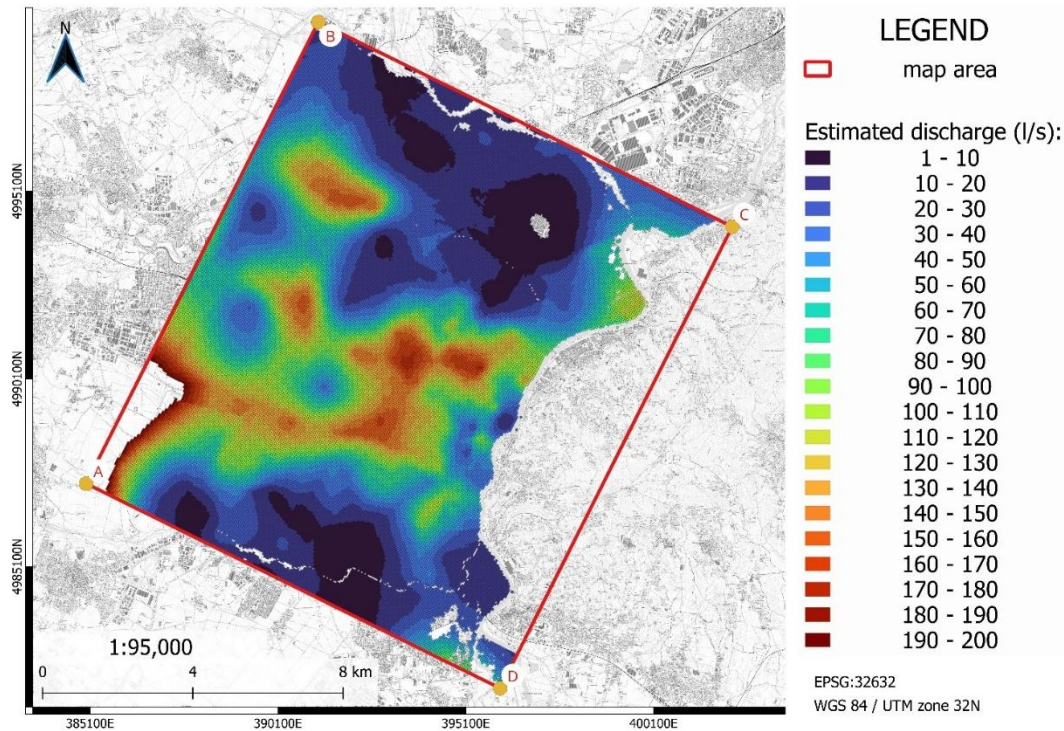 N
B
C
A
D
4995100N
4990100N
4985100N
1:95,000
0 4 8 km
385100E 390100E 395100E 400100E
LEGEND
map area
Estimated discharge (l/s):
1 - 10
10 - 20
20 - 30
30 - 40
40 - 50
50 - 60
60 - 70
70 - 80
80 - 90
90 - 100
100 - 110
110 - 120
120 - 130
130 - 140
140 - 150
150 - 160
160 - 170
170 - 180
180 - 190
190 - 200
EPSG:32632
WGS 84 / UTM zone 32N